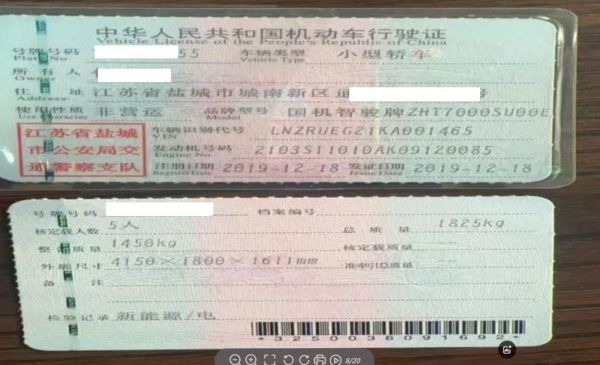 中华人民共和国机动车行驶证
Vehicle License of the People's Republic of China
号牌号码 55 车辆类型 小型轿车
Plate No. Vehicle Type
所有人
Owner
住址 江苏省盐城市城南新区 号
Address
使用性质 非营运 品牌型号 国机智骏牌ZHT7000SU00E
Use Character
江苏省盐城市公安局交通警察支队
车辆识别代号 LNZRUEG21KA001465
VIN
发动机号码 2103S11010AK09120085
Engine No.
注册日期 2019-12-18 发证日期 2019-12-18
Register Date Issue Date
号牌号码 档案编号
核定载人数 5人 总质量 1825kg
整备质量 1450kg 核定载质量 --
外廓尺寸 4150×1800×1611mm 准牵引总质量 --
备注
检验记录 新能源/电
*3250036091692*
8/20